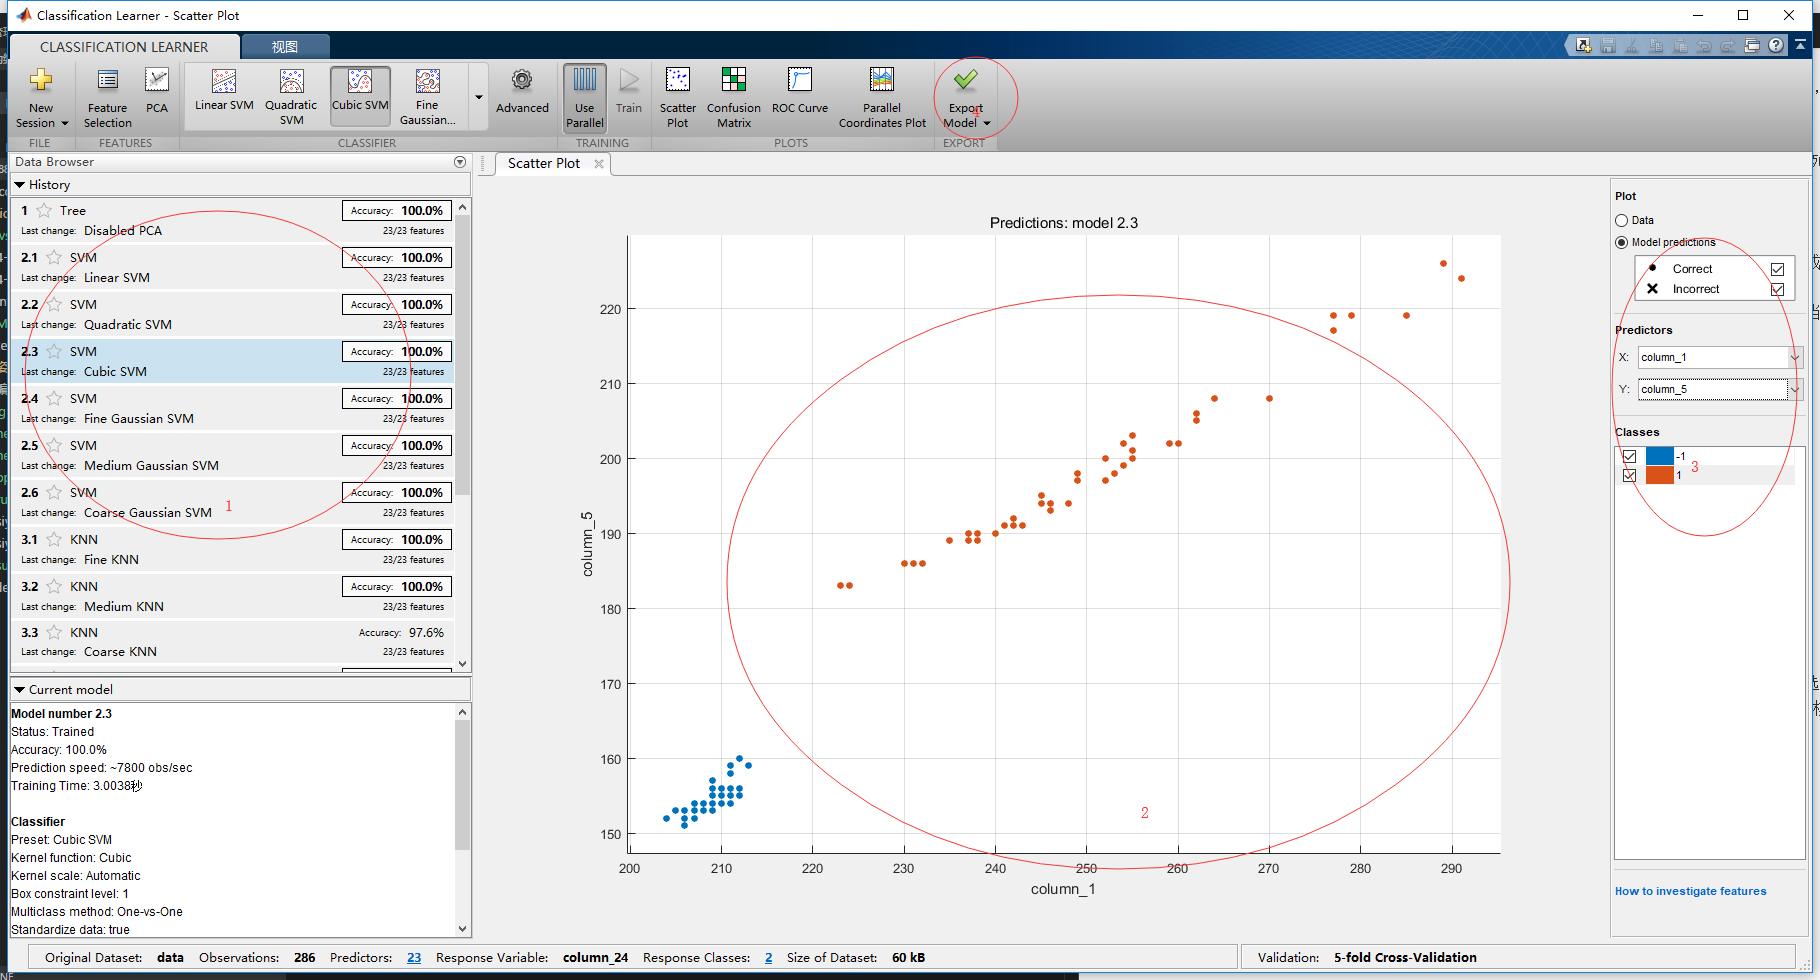 Classification Learner - Scatter Plot
CLASSIFICATION LEARNER
视图
New Session
Feature Selection
PCA
Linear SVM
Quadratic SVM
Cubic SVM
Fine Gaussian...
Advanced
Use Parallel
Train
Scatter Plot
Confusion Matrix
ROC Curve
Parallel Coordinates Plot
Export Model
4
FILE
FEATURES
CLASSIFIER
TRAINING
PLOTS
EXPORT
Data Browser
History
1 Tree Accuracy: 100.0%
Last change: Disabled PCA 23/23 features
2.1 SVM Accuracy: 100.0%
Last change: Linear SVM 23/23 features
2.2 SVM Accuracy: 100.0%
Last change: Quadratic SVM 23/23 features
2.3 SVM Accuracy: 100.0%
Last change: Cubic SVM 23/23 features
2.4 SVM Accuracy: 100.0%
Last change: Fine Gaussian SVM 23/23 features
2.5 SVM Accuracy: 100.0%
Last change: Medium Gaussian SVM 23/23 features
2.6 SVM Accuracy: 100.0%
Last change: Coarse Gaussian SVM 23/23 features
1
3.1 KNN Accuracy: 100.0%
Last change: Fine KNN 23/23 features
3.2 KNN Accuracy: 100.0%
Last change: Medium KNN 23/23 features
3.3 KNN Accuracy: 97.6%
Last change: Coarse KNN 23/23 features
Current model
Model number 2.3
Status: Trained
Accuracy: 100.0%
Prediction speed: ~7800 obs/sec
Training Time: 3.0038秒
Classifier
Preset: Cubic SVM
Kernel function: Cubic
Kernel scale: Automatic
Box constraint level: 1
Multiclass method: One-vs-One
Standardize data: true
Scatter Plot
Predictions: model 2.3
220
210
200
190
180
170
160
150
column_5
200 210 220 230 240 250 260 270 280 290
column_1
2
Plot
Data
Model predictions
Correct
Incorrect
Predictors
X: column_1
Y: column_5
Classes
-1
1
3
How to investigate features
Original Dataset: data Observations: 286 Predictors: 23 Response Variable: column_24 Response Classes: 2 Size of Dataset: 60 kB
Validation: 5-fold Cross-Validation